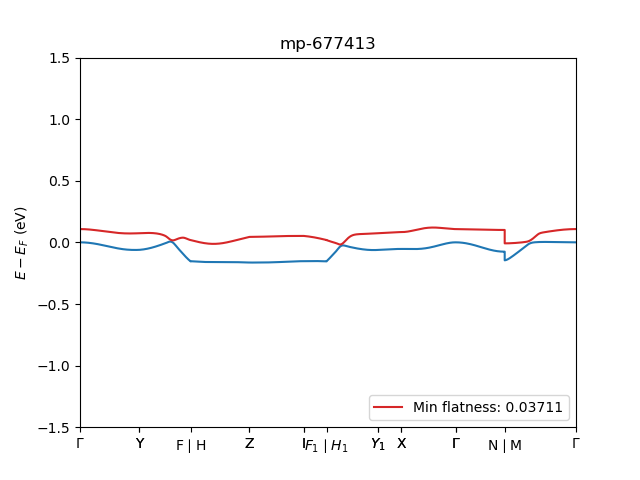 mp-677413
E − E_F (eV)
1.5
1.0
0.5
0.0
−0.5
−1.0
−1.5
Min flatness: 0.03711
Γ Y F | H Z I F₁ | H₁ Y₁ X Γ N | M Γ